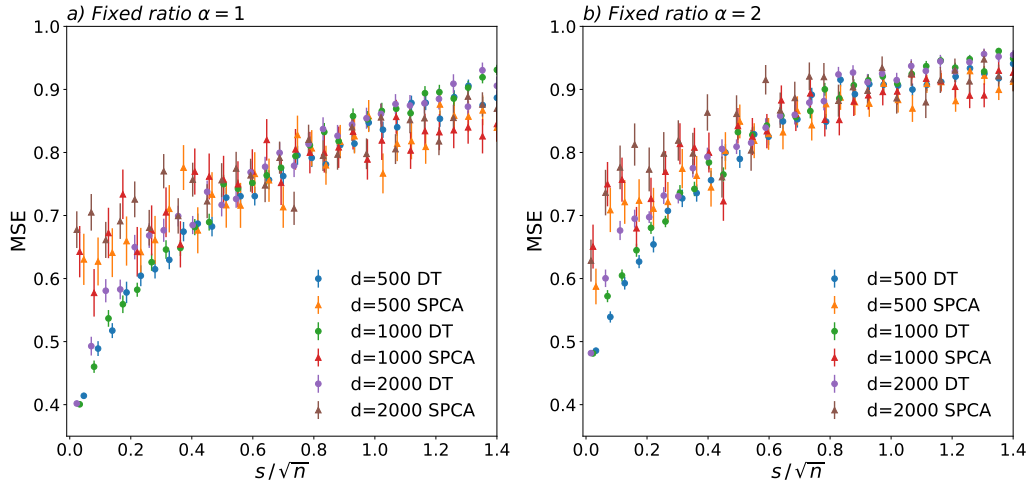 a) Fixed ratio α = 1
MSE
1.0
0.9
0.8
0.7
0.6
0.5
0.4
0.0 0.2 0.4 0.6 0.8 1.0 1.2 1.4
s/√n
d=500 DT
d=500 SPCA
d=1000 DT
d=1000 SPCA
d=2000 DT
d=2000 SPCA
b) Fixed ratio α = 2
MSE
1.0
0.9
0.8
0.7
0.6
0.5
0.4
0.0 0.2 0.4 0.6 0.8 1.0 1.2 1.4
s/√n
d=500 DT
d=500 SPCA
d=1000 DT
d=1000 SPCA
d=2000 DT
d=2000 SPCA